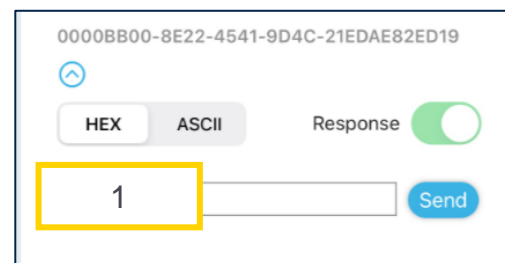 0000BB00-8E22-4541-9D4C-21EDAE82ED19
HEX ASCII Response
1 Send